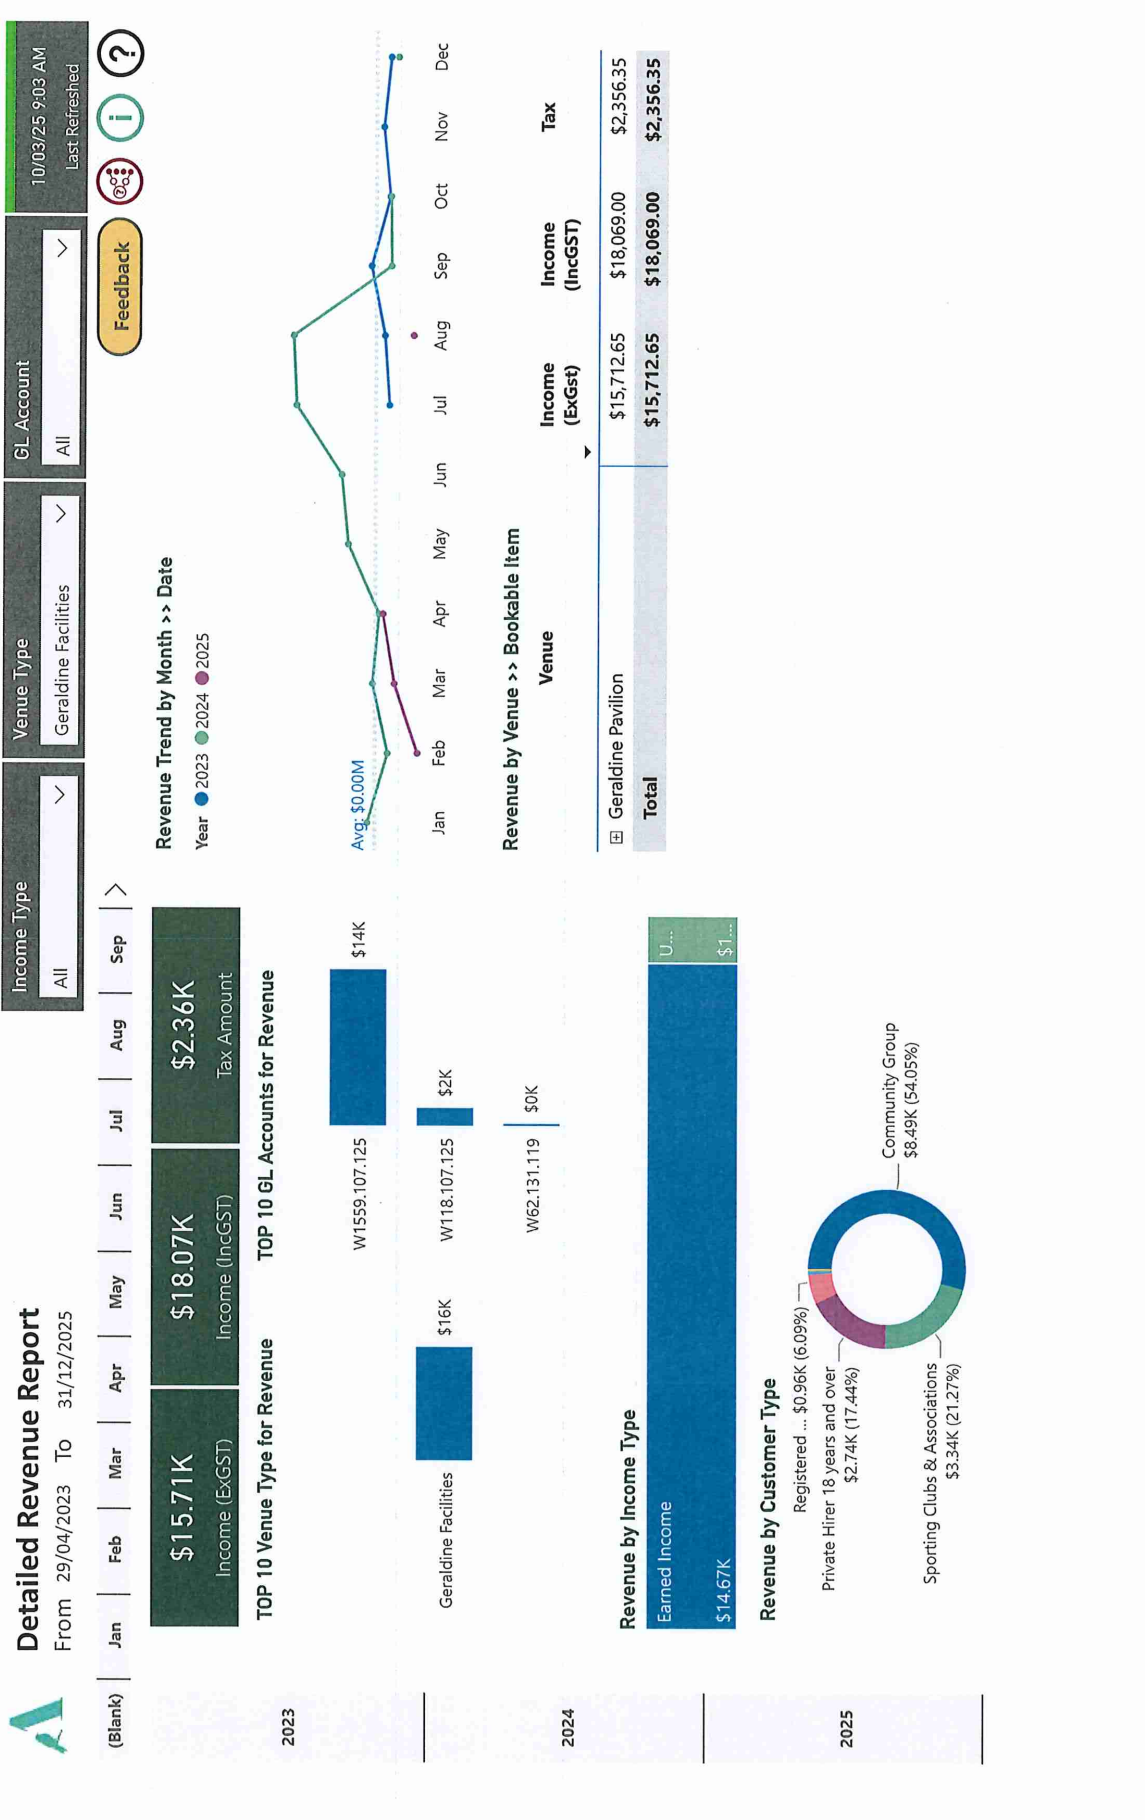 Detailed Revenue Report
From 29/04/2023 To 31/12/2025
Income Type
All
Venue Type
Geraldine Facilities
GL Account
All
10/03/25 9:03 AM
Last Refreshed
(Blank) Jan Feb Mar Apr May Jun Jul Aug Sep
Feedback
i
?
2023
2024
2025
$15.71K
Income (ExGST)
$18.07K
Income (IncGST)
$2.36K
Tax Amount
TOP 10 Venue Type for Revenue
Geraldine Facilities
$16K
TOP 10 GL Accounts for Revenue
W1559.107.125
$14K
W118.107.125
$2K
W62.131.119
$0K
Revenue by Income Type
Earned Income
$14.67K
U...
$1...
Revenue by Customer Type
Registered ... $0.96K (6.09%)
Private Hirer 18 years and over
$2.74K (17.44%)
Sporting Clubs & Associations
$3.34K (21.27%)
Community Group
$8.49K (54.05%)
Revenue Trend by Month >> Date
Year 2023 2024 2025
Avg: $0.00M
Jan Feb Mar Apr May Jun Jul Aug Sep Oct Nov Dec
Revenue by Venue >> Bookable Item
Venue
Income
(ExGst)
Income
(IncGST)
Tax
Geraldine Pavilion $15,712.65 $18,069.00 $2,356.35
Total $15,712.65 $18,069.00 $2,356.35